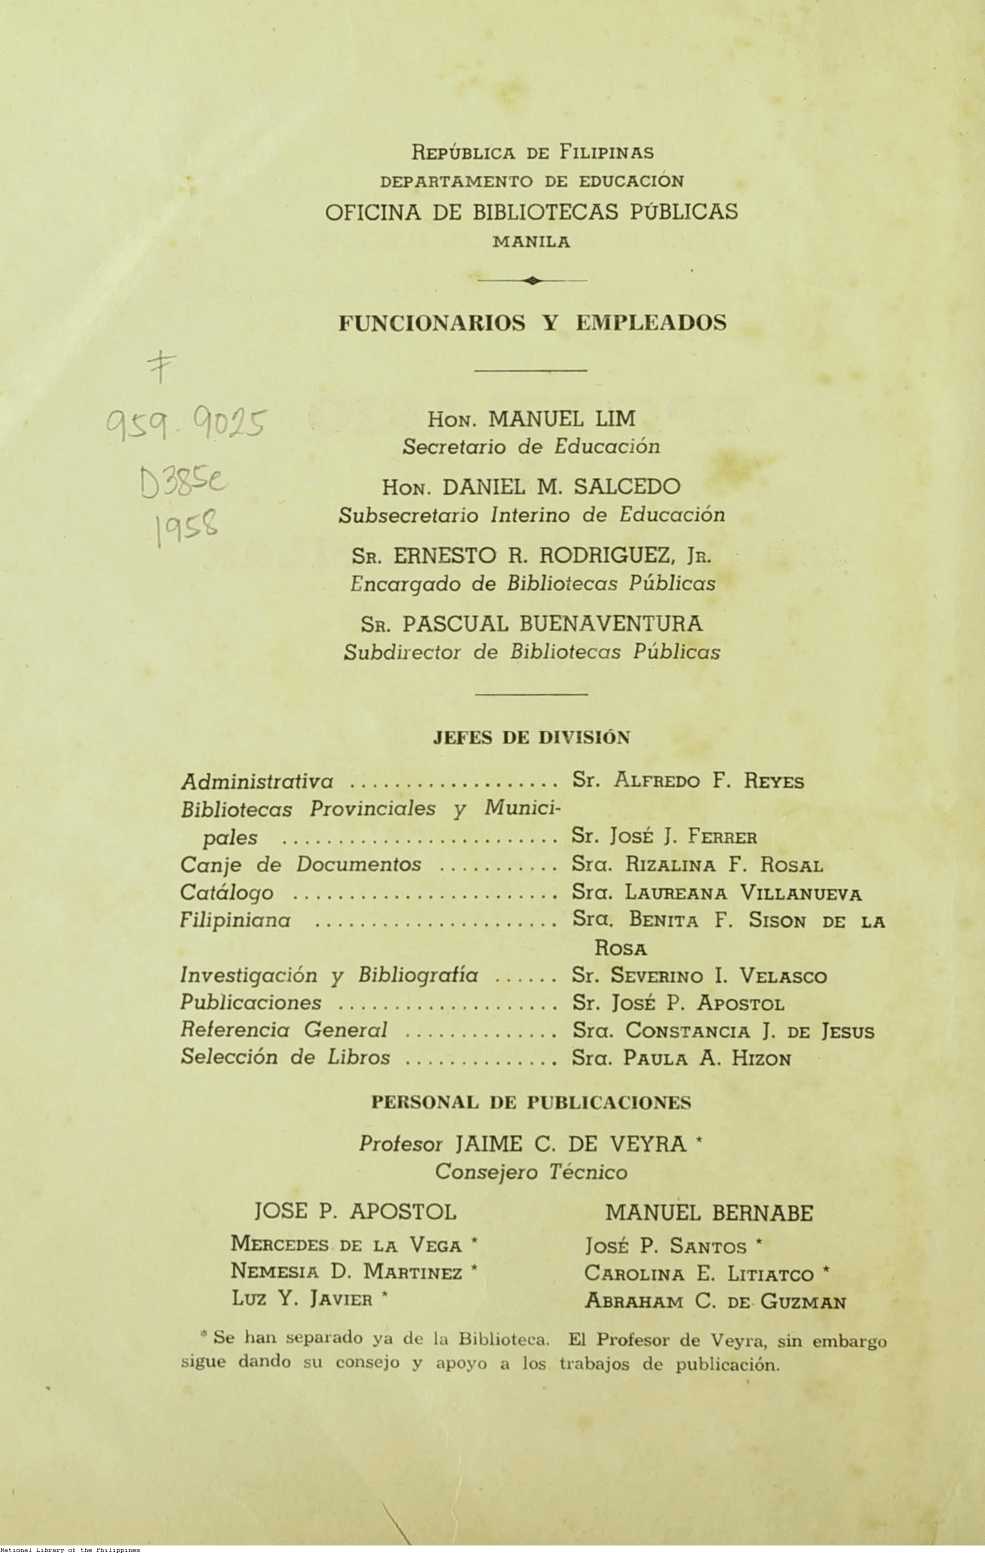 República de Filipinas
DEPARTAMENTO DE EDUCACIÓN
OFICINA DE BIBLIOTECAS PÚBLICAS
MANILA
FUNCIONARIOS Y EMPLEADOS
F
959.9025
D385e
1958
Hon. MANUEL LIM
Secretario de Educación
Hon. DANIEL M. SALCEDO
Subsecretario Interino de Educación
Sr. ERNESTO R. RODRIGUEZ, Jr.
Encargado de Bibliotecas Públicas
Sr. PASCUAL BUENAVENTURA
Subdirector de Bibliotecas Públicas
JEFES DE DIVISIÓN
Administrativa ................... Sr. Alfredo F. Reyes
Bibliotecas Provinciales y Munici-
pales ......................... Sr. José J. Ferrer
Canje de Documentos ........... Sra. Rizalina F. Rosal
Catálogo ........................ Sra. Laureana Villanueva
Filipiniana ...................... Sra. Benita F. Sison de la
Rosa
Investigación y Bibliografía ...... Sr. Severino I. Velasco
Publicaciones .................... Sr. José P. Apostol
Referencia General .............. Sra. Constancia J. de Jesus
Selección de Libros .............. Sra. Paula A. Hizon
PERSONAL DE PUBLICACIONES
Profesor JAIME C. DE VEYRA *
Consejero Técnico
JOSE P. APOSTOL MANUEL BERNABE
Mercedes de la Vega * José P. Santos *
Nemesia D. Martinez * Carolina E. Litiatco *
Luz Y. Javier * Abraham C. de Guzman
* Se han separado ya de la Biblioteca. El Profesor de Veyra, sin embargo
sigue dando su consejo y apoyo a los trabajos de publicación.
National Library of the Philippines